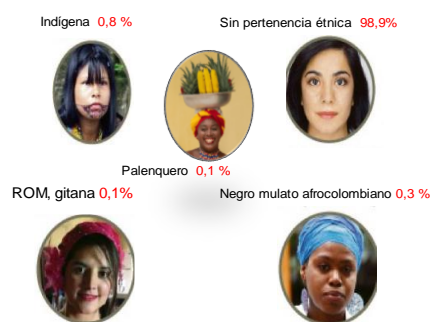 Indígena 0,8 %
Sin pertenencia étnica 98,9%
Palenquero 0,1 %
ROM, gitana 0,1%
Negro mulato afrocolombiano 0,3 %